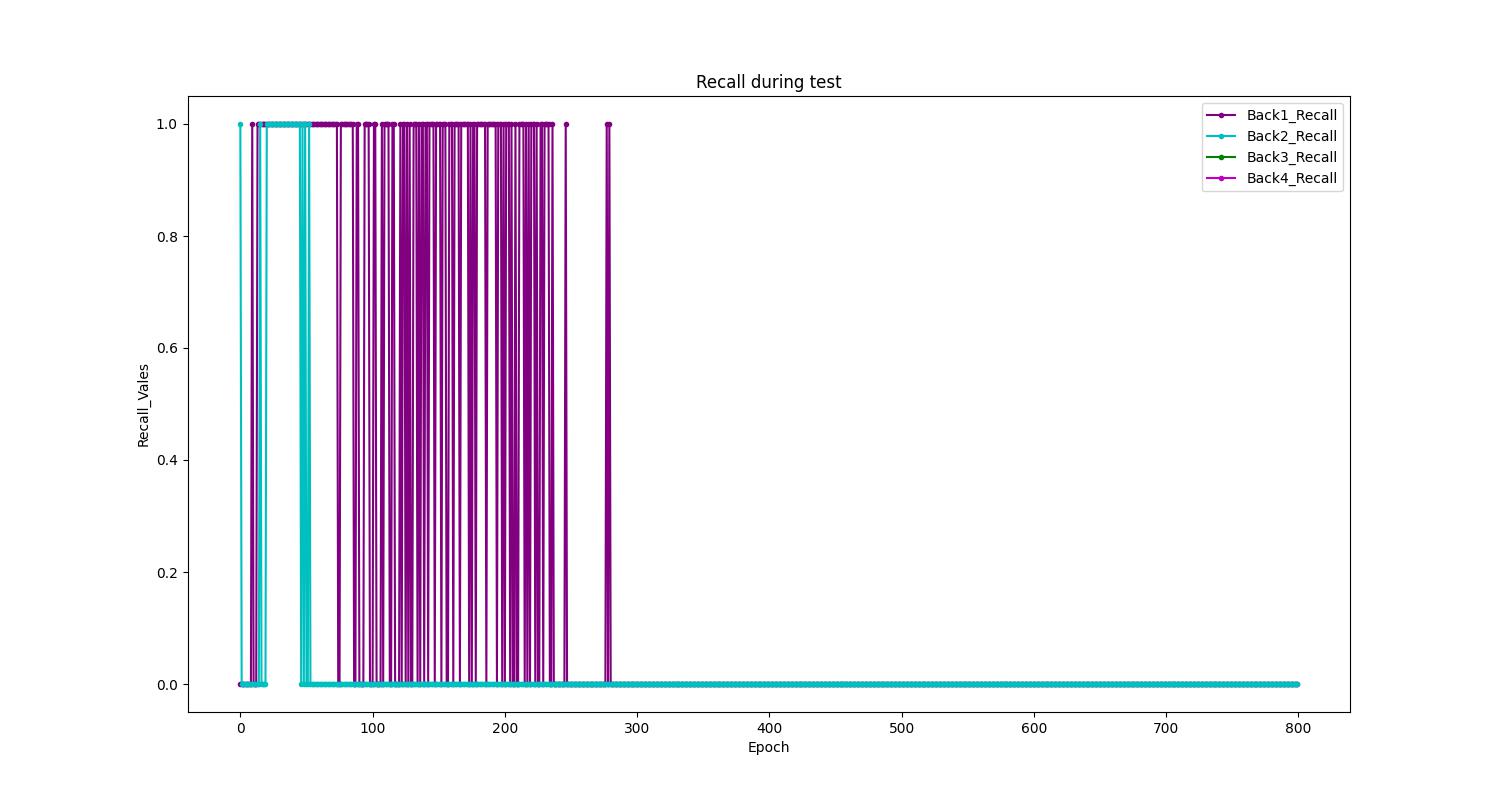 Recall during test
Back1_Recall
Back2_Recall
Back3_Recall
Back4_Recall
1.0
0.8
0.6
0.4
0.2
0.0
Recall_Vales
0 100 200 300 400 500 600 700 800
Epoch